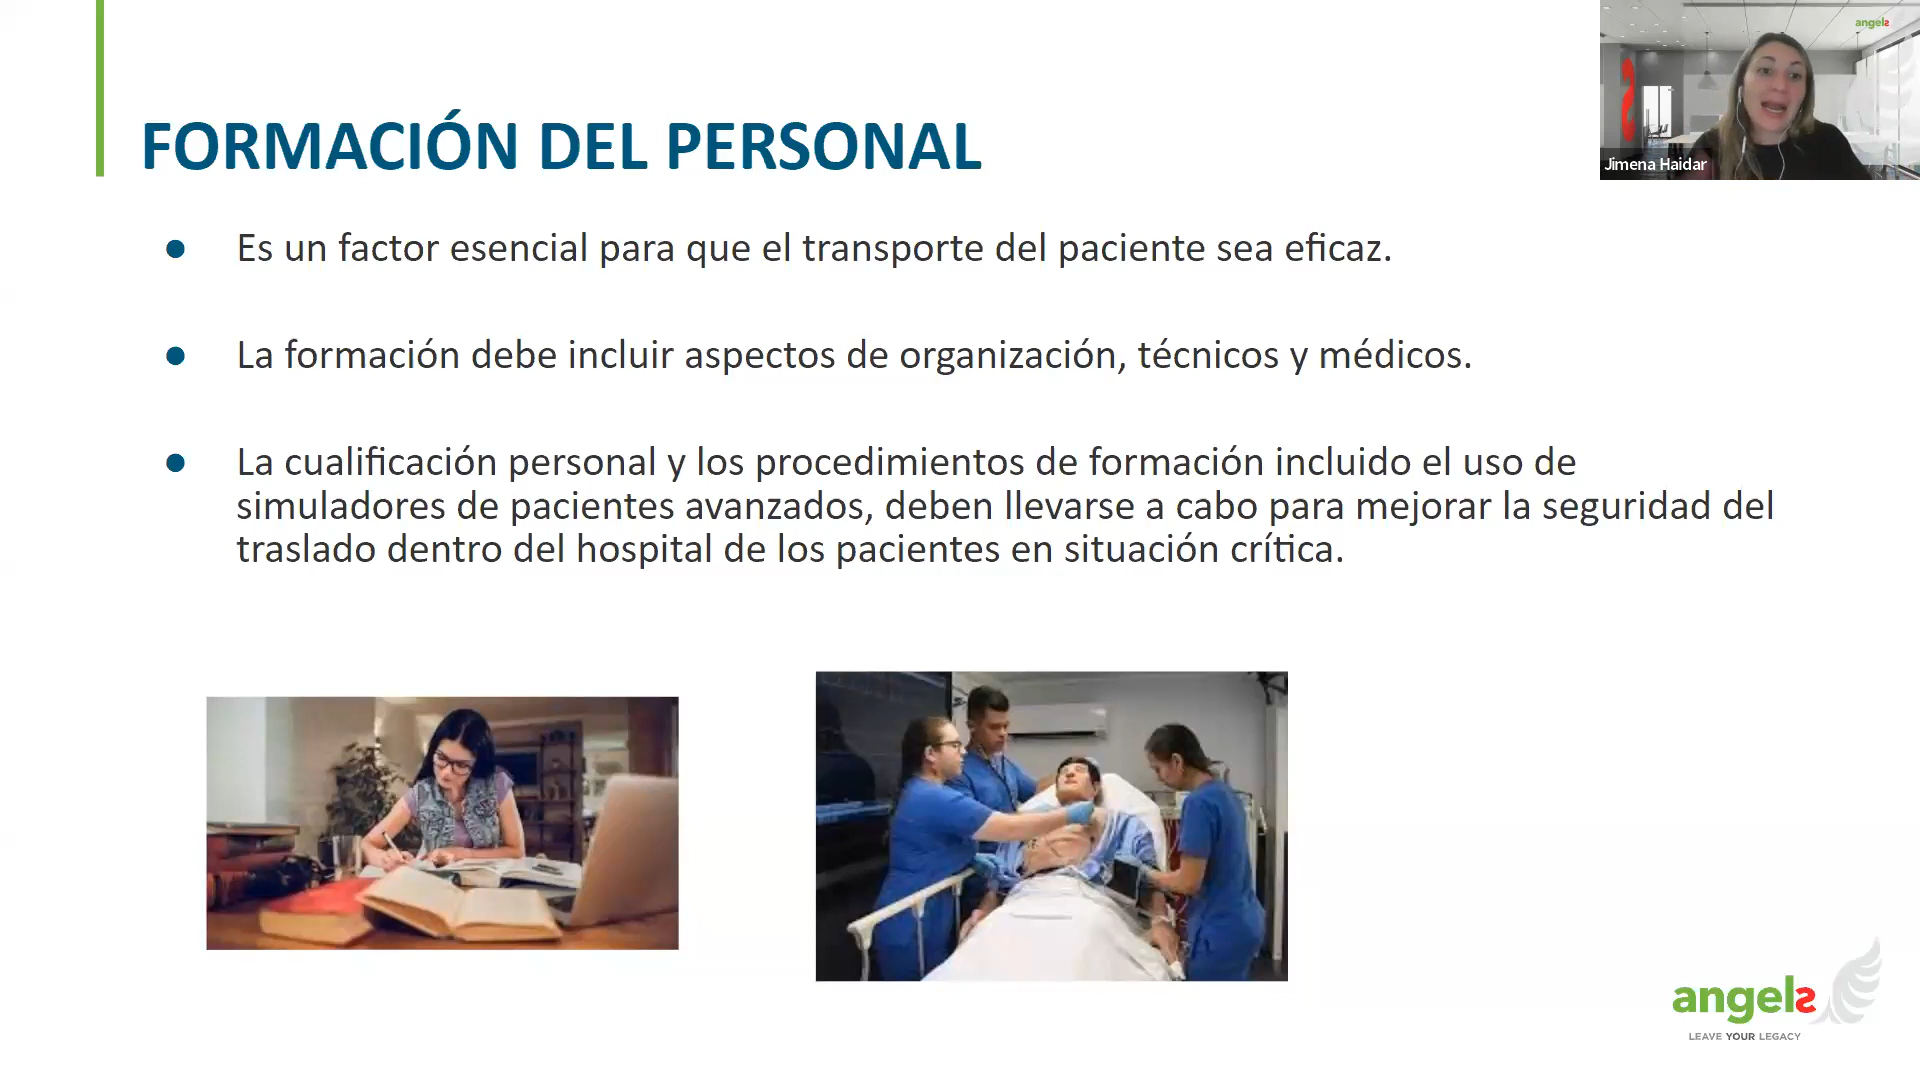 angels
Jimena Haidar
FORMACIÓN DEL PERSONAL
● Es un factor esencial para que el transporte del paciente sea eficaz.
● La formación debe incluir aspectos de organización, técnicos y médicos.
● La cualificación personal y los procedimientos de formación incluido el uso de
simuladores de pacientes avanzados, deben llevarse a cabo para mejorar la seguridad del
traslado dentro del hospital de los pacientes en situación crítica.
angels
LEAVE YOUR LEGACY